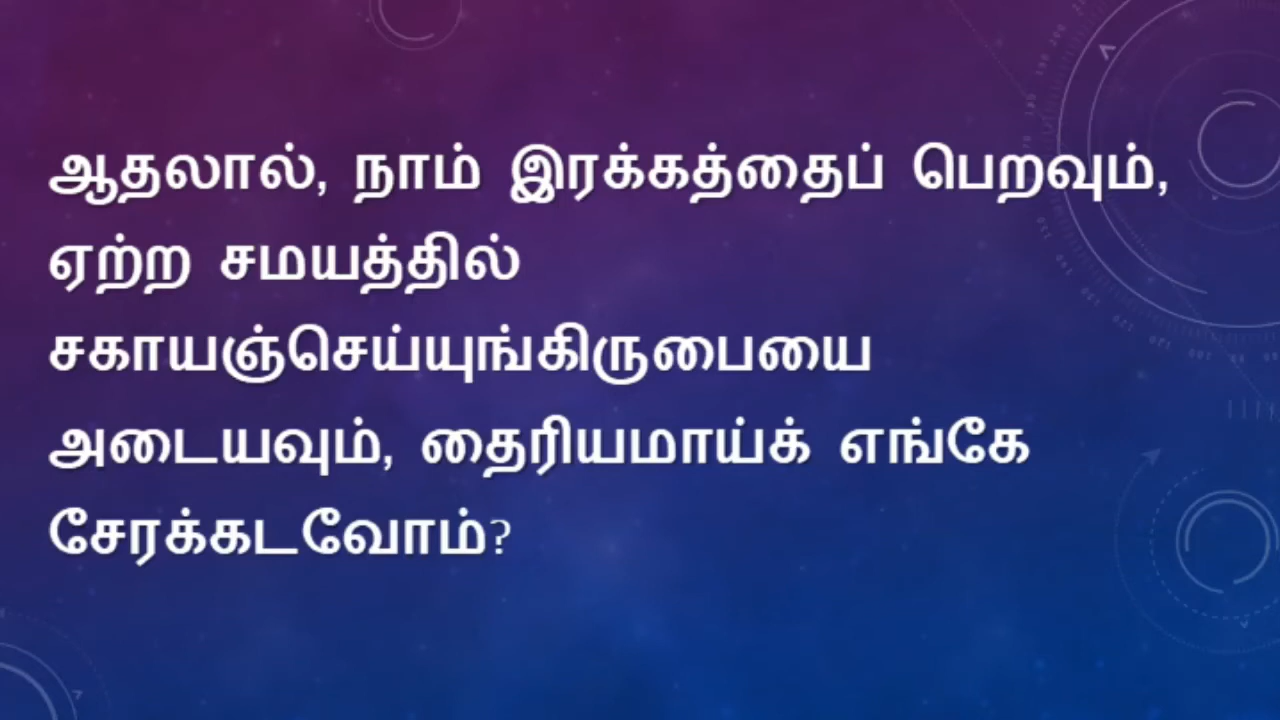 ஆதலால், நாம் இரக்கத்தைப் பெறவும்,
ஏற்ற சமயத்தில்
சகாயஞ்செய்யுங்கிருபையை
அடையவும், தைரியமாய்க் எங்கே
சேரக்கடவோம்?